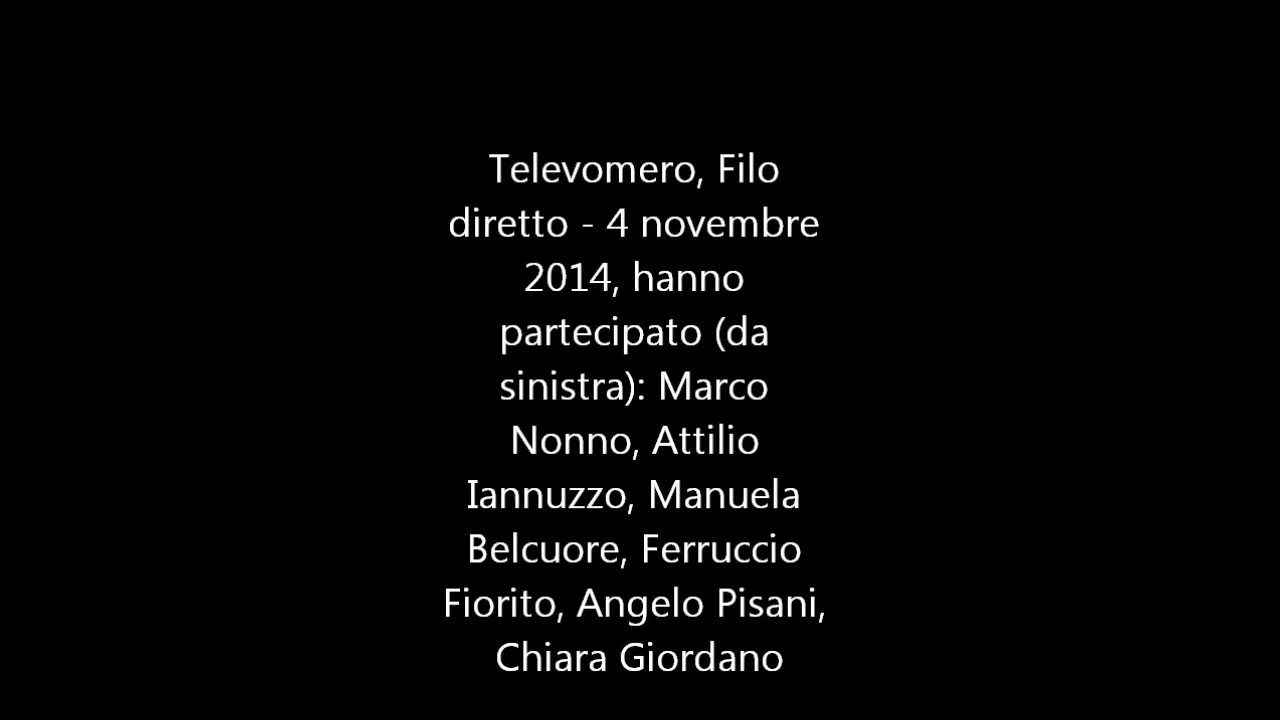 Televomero, Filo
diretto - 4 novembre
2014, hanno
partecipato (da
sinistra): Marco
Nonno, Attilio
Iannuzzo, Manuela
Belcuore, Ferruccio
Fiorito, Angelo Pisani,
Chiara Giordano